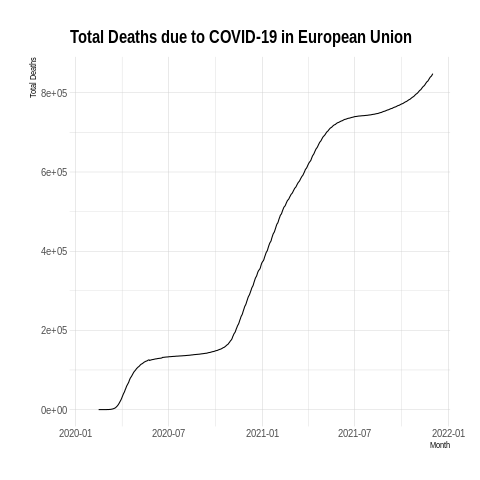 Total Deaths due to COVID-19 in European Union
Total Deaths
8e+05
6e+05
4e+05
2e+05
0e+00
2020-01 2020-07 2021-01 2021-07 2022-01
Month